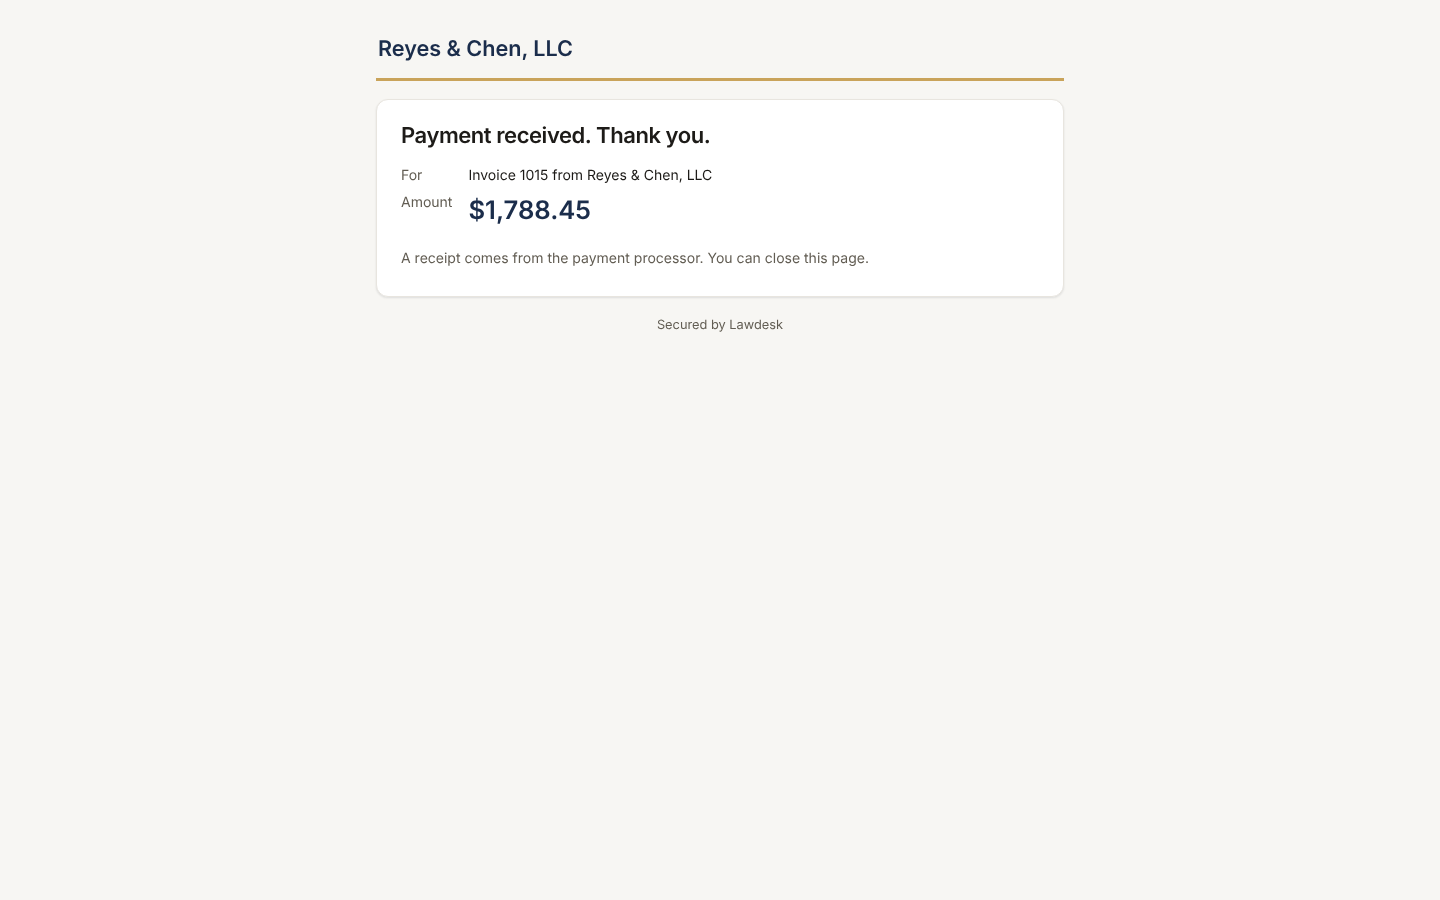 Reyes & Chen, LLC
Payment received. Thank you.
For Invoice 1015 from Reyes & Chen, LLC
Amount $1,788.45
A receipt comes from the payment processor. You can close this page.
Secured by Lawdesk